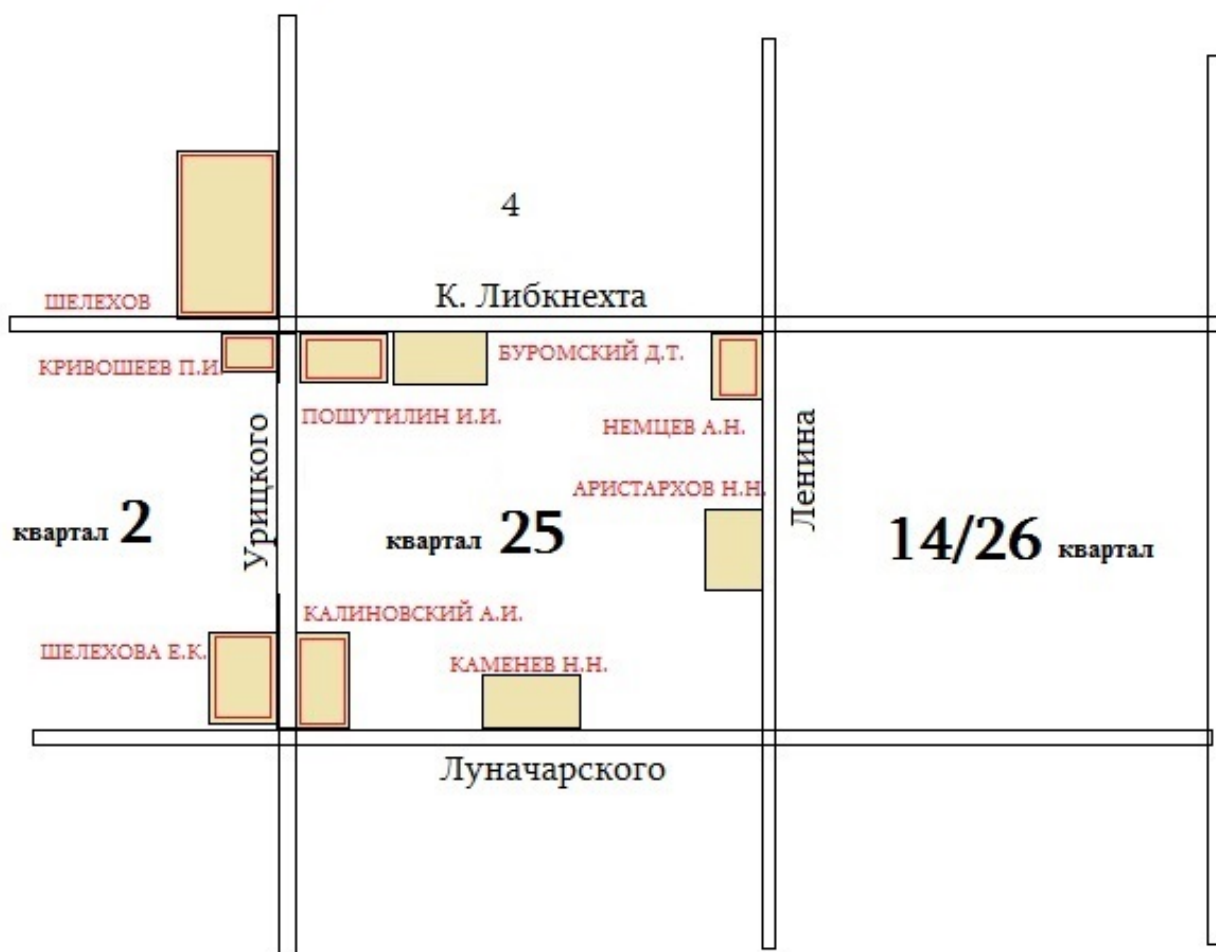 4
К. Либкнехта
ШЕЛЕХОВ
КРИВОШЕЕВ П.И.
БУРОМСКИЙ Д.Т.
ПОШУТИЛИН И.И.
НЕМЦЕВ А.Н.
Урицкого
Ленина
АРИСТАРХОВ Н.Н.
квартал 2
квартал 25
14/26 квартал
КАЛИНОВСКИЙ А.И.
ШЕЛЕХОВА Е.К.
КАМЕНЕВ Н.Н.
Луначарского